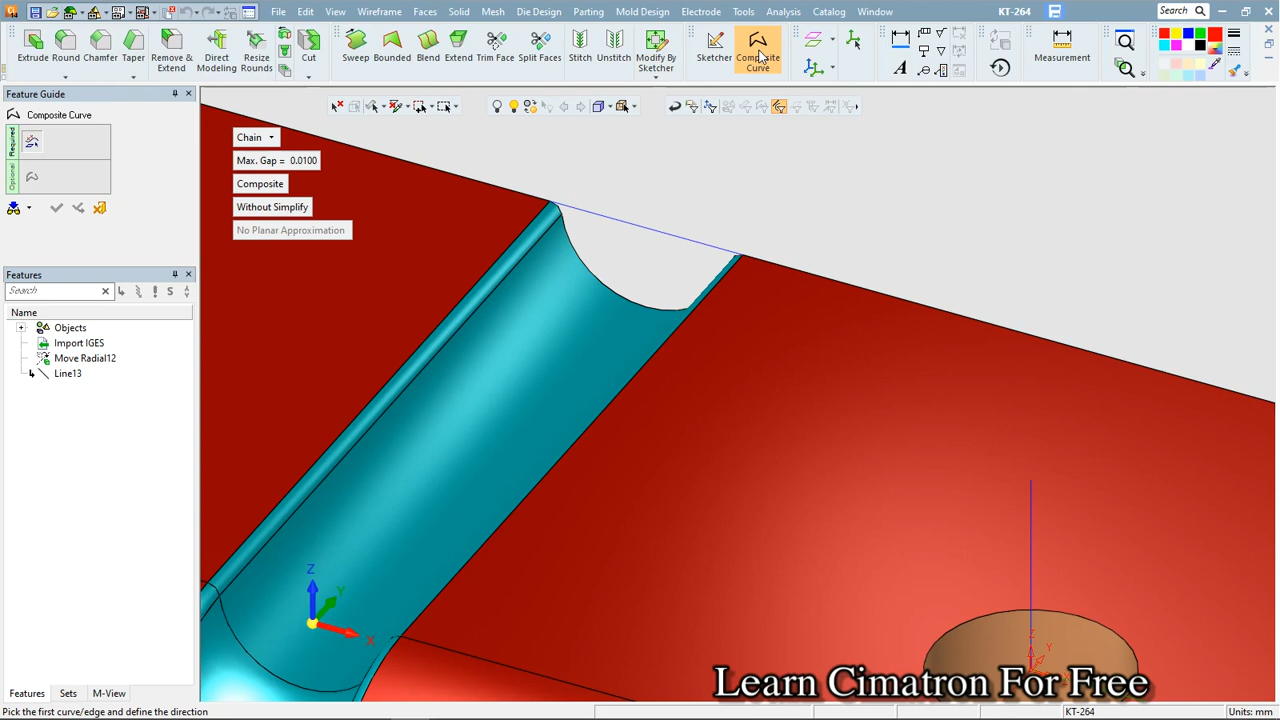 File Edit View Wireframe Faces Solid Mesh Die Design Parting Mold Design Electrode Tools Analysis Catalog Window KT-264 Search
Extrude Round Chamfer Taper Remove & Extend Direct Modeling Resize Rounds Cut Sweep Bounded Blend Extend Trim Faces Split Faces Stitch Unstitch Modify By Sketcher Sketcher Composite Curve Measurement
Feature Guide
Composite Curve
Required
Optional
Chain
Max. Gap = 0.0100
Composite
Without Simplify
No Planar Approximation
Features
Search
Name
Objects
Import IGES
Move Radial12
Line13
Z
Y
X
Z
Y
X
Learn Cimatron For Free
Features Sets M-View
Pick the first curve/edge and define the direction KT-264 Units: mm